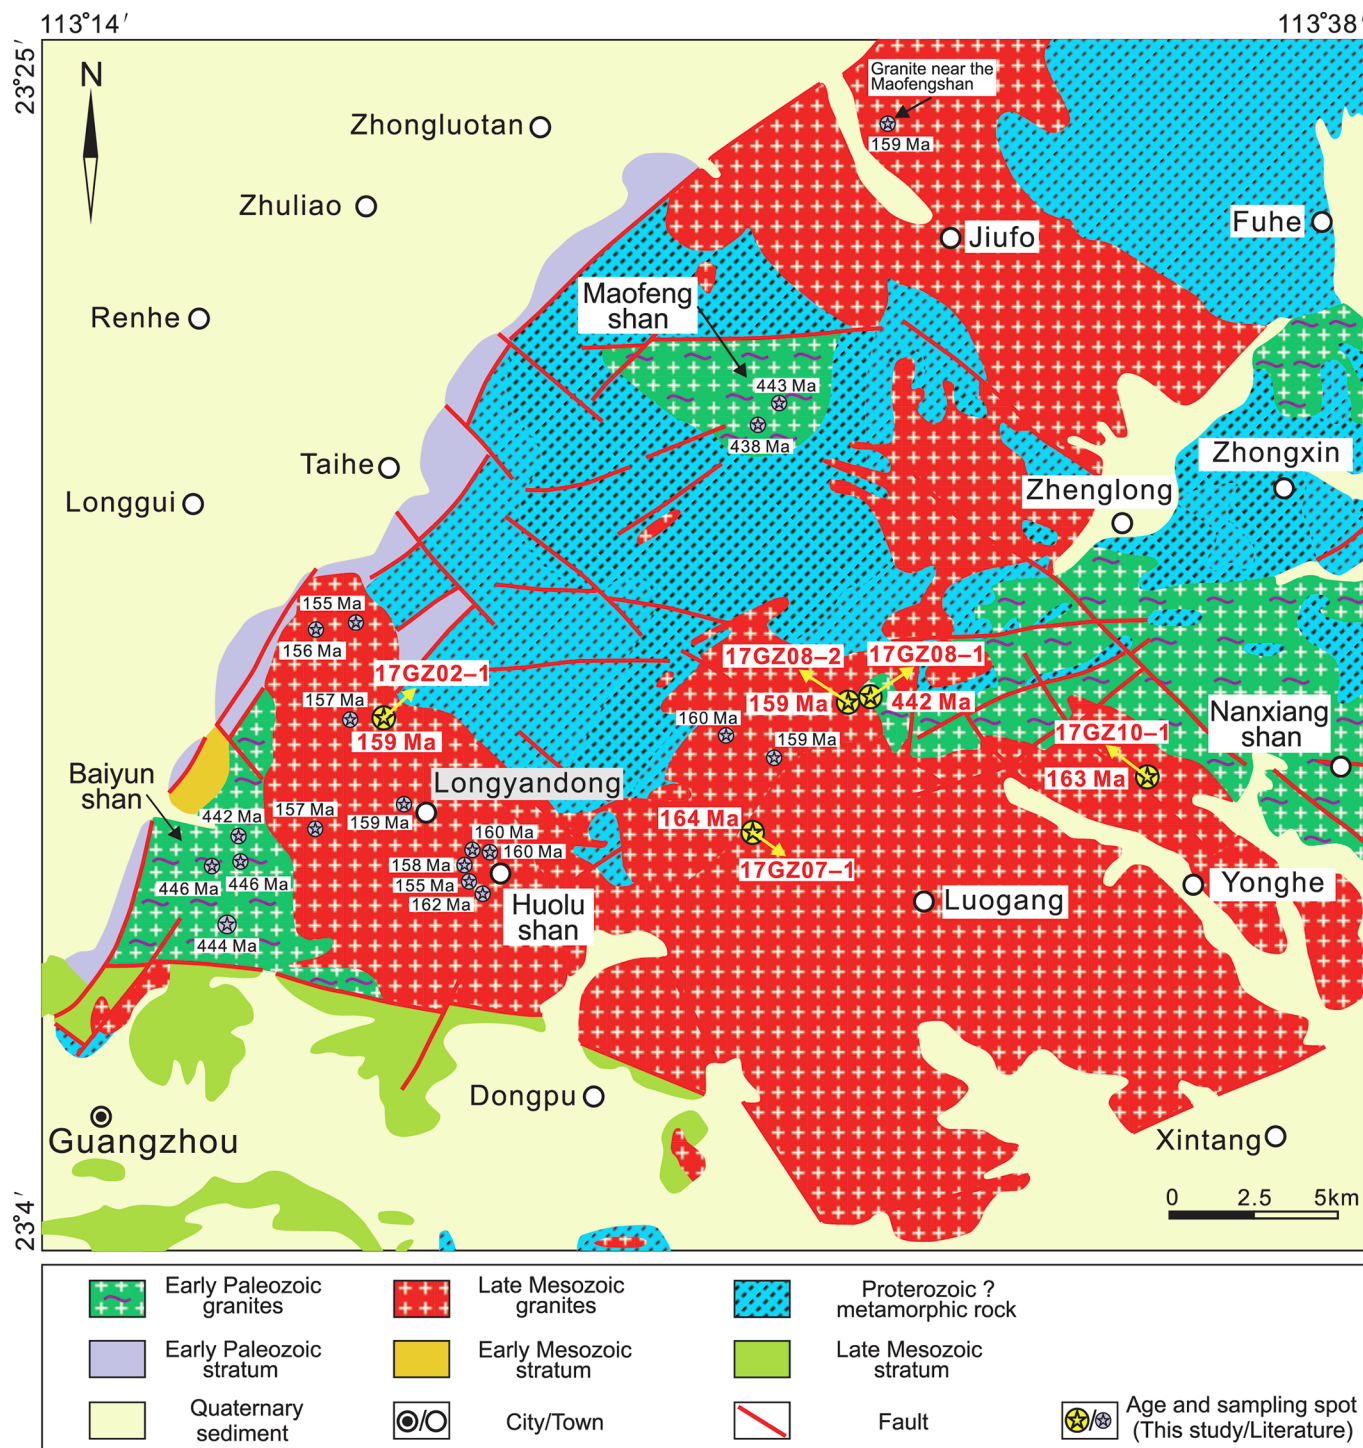 113°14′
113°38′
23°25′
N
Granite near the
Maofengshan
159 Ma
Zhongluotan
Zhuliao
Fuhe
Jiufo
Maofeng
shan
Renhe
443 Ma
438 Ma
Taihe
Zhongxin
Longgui
Zhenglong
155 Ma
156 Ma
17GZ02–1
17GZ08–2
17GZ08–1
157 Ma
159 Ma
159 Ma
442 Ma
160 Ma
159 Ma
Nanxiang
shan
17GZ10–1
163 Ma
Baiyun
shan
Longyandong
442 Ma
157 Ma
159 Ma
164 Ma
160 Ma
160 Ma
158 Ma
155 Ma
162 Ma
17GZ07–1
446 Ma
446 Ma
Yonghe
Huolu
shan
Luogang
444 Ma
Dongpu
Guangzhou
Xintang
23°4′
0 2.5 5km
Early Paleozoic
granites
Late Mesozoic
granites
Proterozoic ?
metamorphic rock
Early Paleozoic
stratum
Early Mesozoic
stratum
Late Mesozoic
stratum
Quaternary
sediment
City/Town
Fault
Age and sampling spot
(This study/Literature)